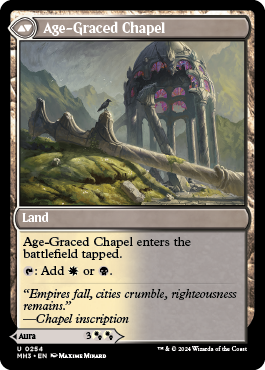 Age-Graced Chapel
Land
Age-Graced Chapel enters the
battlefield tapped.
: Add or .
“Empires fall, cities crumble, righteousness
remains.”
—Chapel inscription
Aura 3
U 0254
MH3 • EN Maxime Minard
™ & © 2024 Wizards of the Coast